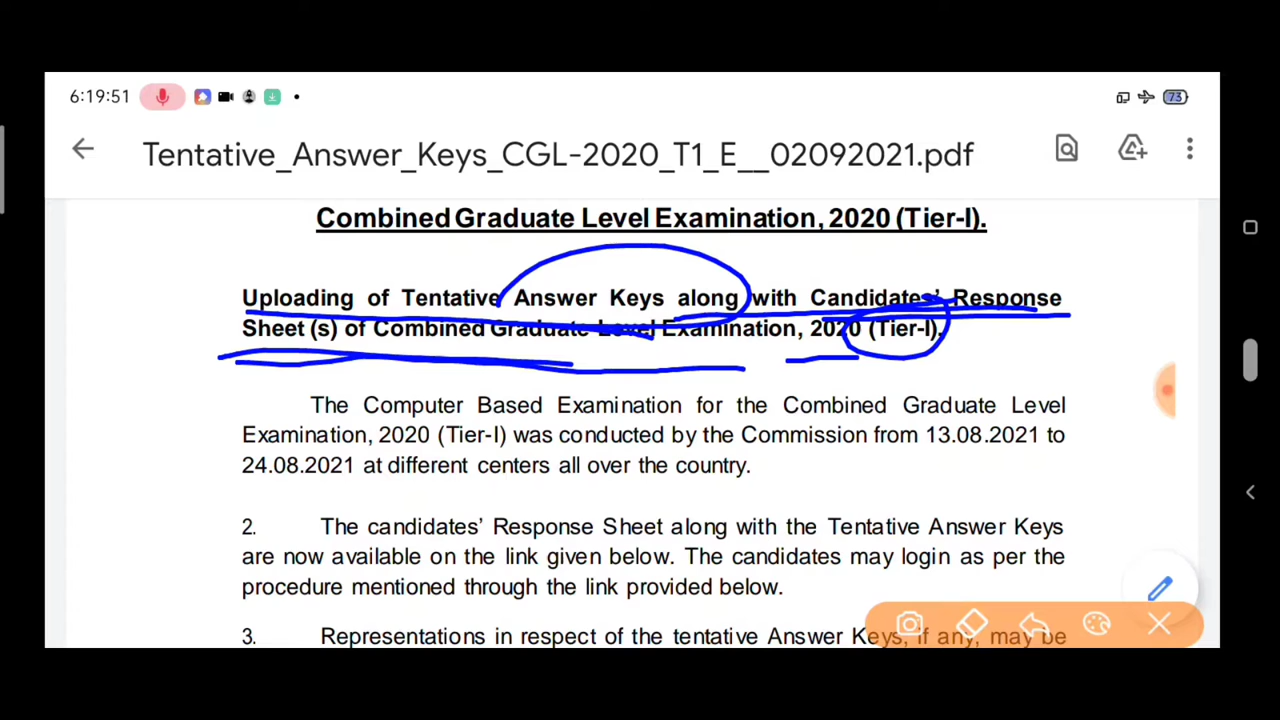 6:19:51
73
Tentative_Answer_Keys_CGL-2020_T1_E__02092021.pdf
Combined Graduate Level Examination, 2020 (Tier-I).
Uploading of Tentative Answer Keys along with Candidates' Response
Sheet (s) of Combined Graduate Level Examination, 2020 (Tier-I).
The Computer Based Examination for the Combined Graduate Level
Examination, 2020 (Tier-I) was conducted by the Commission from 13.08.2021 to
24.08.2021 at different centers all over the country.
2. The candidates' Response Sheet along with the Tentative Answer Keys
are now available on the link given below. The candidates may login as per the
procedure mentioned through the link provided below.
3. Representations in respect of the tentative Answer Keys, if any, may be